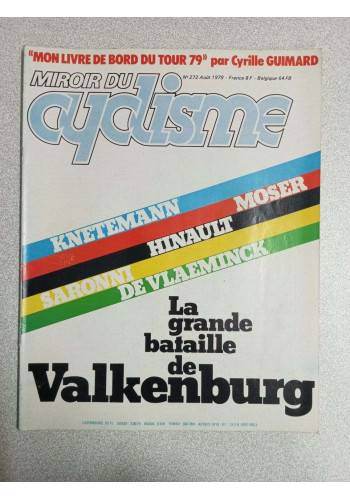 "MON LIVRE DE BORD DU TOUR 79" par Cyrille GUIMARD
MIROIR DU
N° 272 Août 1979 - France 8 F - Belgique 64 FB
cyclisme
KNETEMANN
MOSER
HINAULT
SARONNI
DE VLAEMINCK
La
grande
bataille
de
Valkenburg